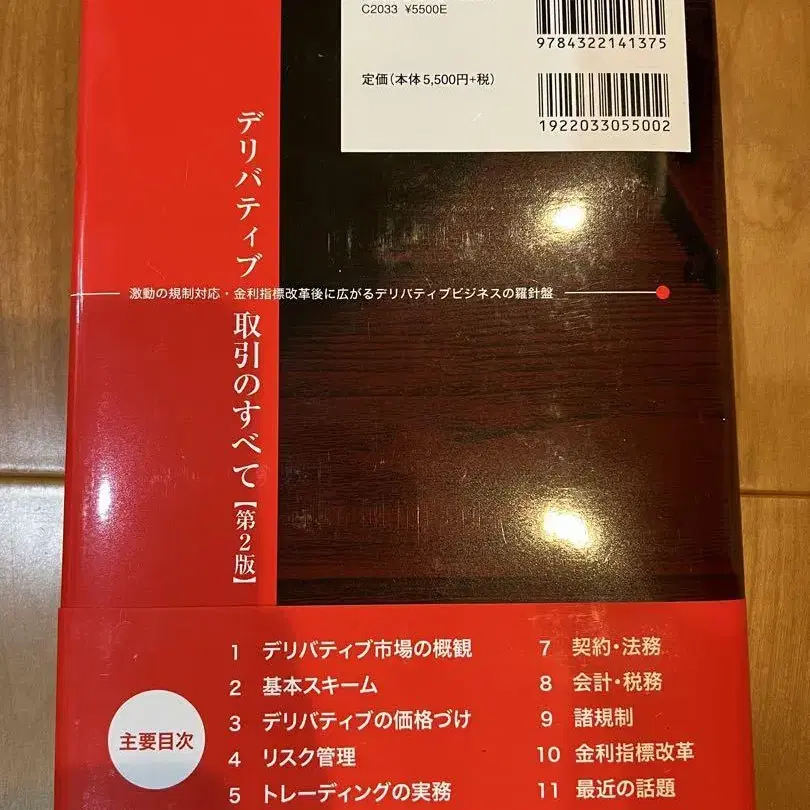 C2033 ¥5500E
9784322141375
定価(本体5,500円+税)
1922033055002
デリバティブ取引のすべて【第2版】
激動の規制対応・金利指標改革後に広がるデリバティブビジネスの羅針盤
主要目次
1 デリバティブ市場の概観
2 基本スキーム
3 デリバティブの価格づけ
4 リスク管理
5 トレーディングの実務
7 契約・法務
8 会計・税務
9 諸規制
10 金利指標改革
11 最近の話題